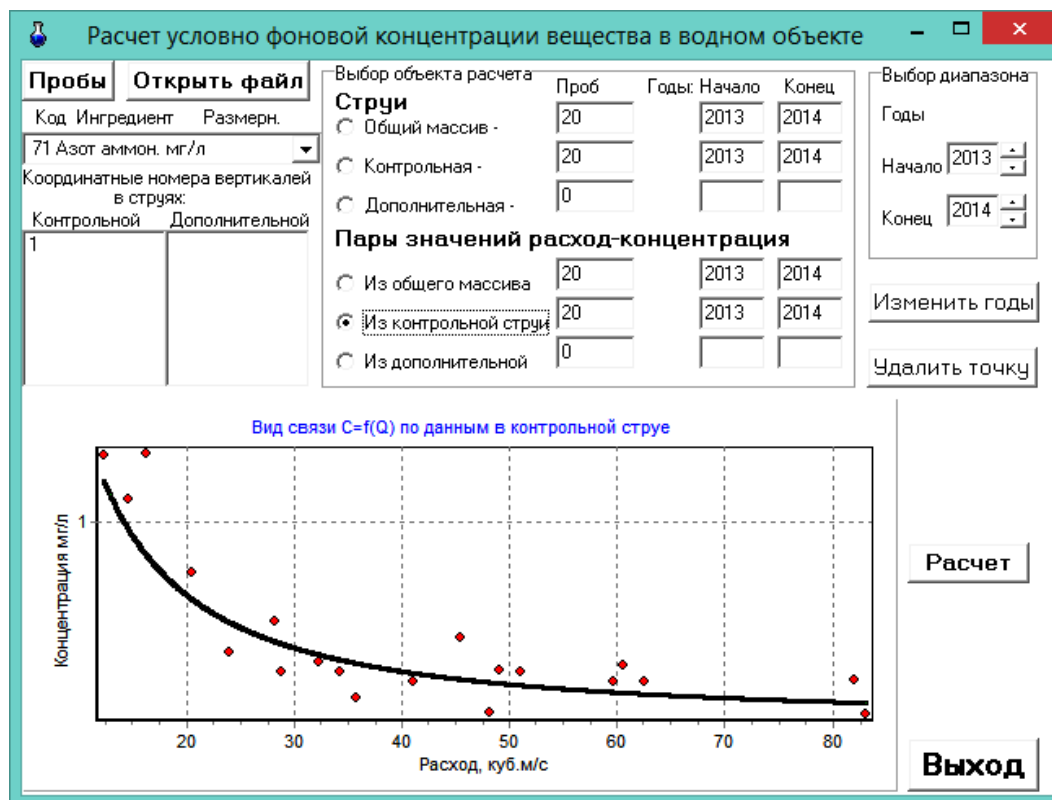 Расчет условно фоновой концентрации вещества в водном объекте
Пробы
Открыть файл
Код Ингредиент Размерн.
71 Азот аммон. мг/л
Координатные номера вертикалей
в струях:
Контрольной Дополнительной
1
Выбор объекта расчета
Проб Годы: Начало Конец
Струи
Общий массив - 20 2013 2014
Контрольная - 20 2013 2014
Дополнительная - 0
Пары значений расход-концентрация
Из общего массива 20 2013 2014
Из контрольной струи 20 2013 2014
Из дополнительной 0
Выбор диапазона
Годы
Начало 2013
Конец 2014
Изменить годы
Удалить точку
Вид связи C=f(Q) по данным в контрольной струе
Концентрация мг/л
1
20 30 40 50 60 70 80
Расход, куб.м/с
Расчет
Выход